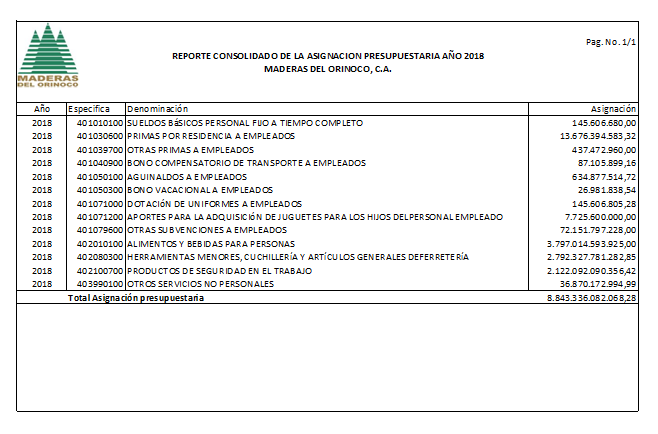 MADERAS
DEL ORINOCO
Pag. No. 1/1
REPORTE CONSOLIDADO DE LA ASIGNACION PRESUPUESTARIA AÑO 2018
MADERAS DEL ORINOCO, C.A.
Año Especifica Denominación Asignación
2018 401010100 SUELDOS BáSICOS PERSONAL FIJO A TIEMPO COMPLETO 145.606.680,00
2018 401030600 PRIMAS POR RESIDENCIA A EMPLEADOS 13.676.394.583,32
2018 401039700 OTRAS PRIMAS A EMPLEADOS 437.472.960,00
2018 401040900 BONO COMPENSATORIO DE TRANSPORTE A EMPLEADOS 87.105.899,16
2018 401050100 AGUINALDOS A EMPLEADOS 634.877.514,72
2018 401050300 BONO VACACIONAL A EMPLEADOS 26.981.838,54
2018 401071000 DOTACIóN DE UNIFORMES A EMPLEADOS 145.606.805,28
2018 401071200 APORTES PARA LA ADQUISICIÓN DE JUGUETES PARA LOS HIJOS DELPERSONAL EMPLEADO 7.725.600.000,00
2018 401079600 OTRAS SUBVENCIONES A EMPLEADOS 72.151.797.228,00
2018 402010100 ALIMENTOS Y BEBIDAS PARA PERSONAS 3.797.014.593.925,00
2018 402080300 HERRAMIENTAS MENORES, CUCHILLERíA Y ARTíCULOS GENERALES DEFERRETERíA 2.792.327.781.282,85
2018 402100700 PRODUCTOS DE SEGURIDAD EN EL TRABAJO 2.122.092.090.356,42
2018 403990100 OTROS SERVICIOS NO PERSONALES 36.870.172.994,99
Total Asignación presupuestaria 8.843.336.082.068,28